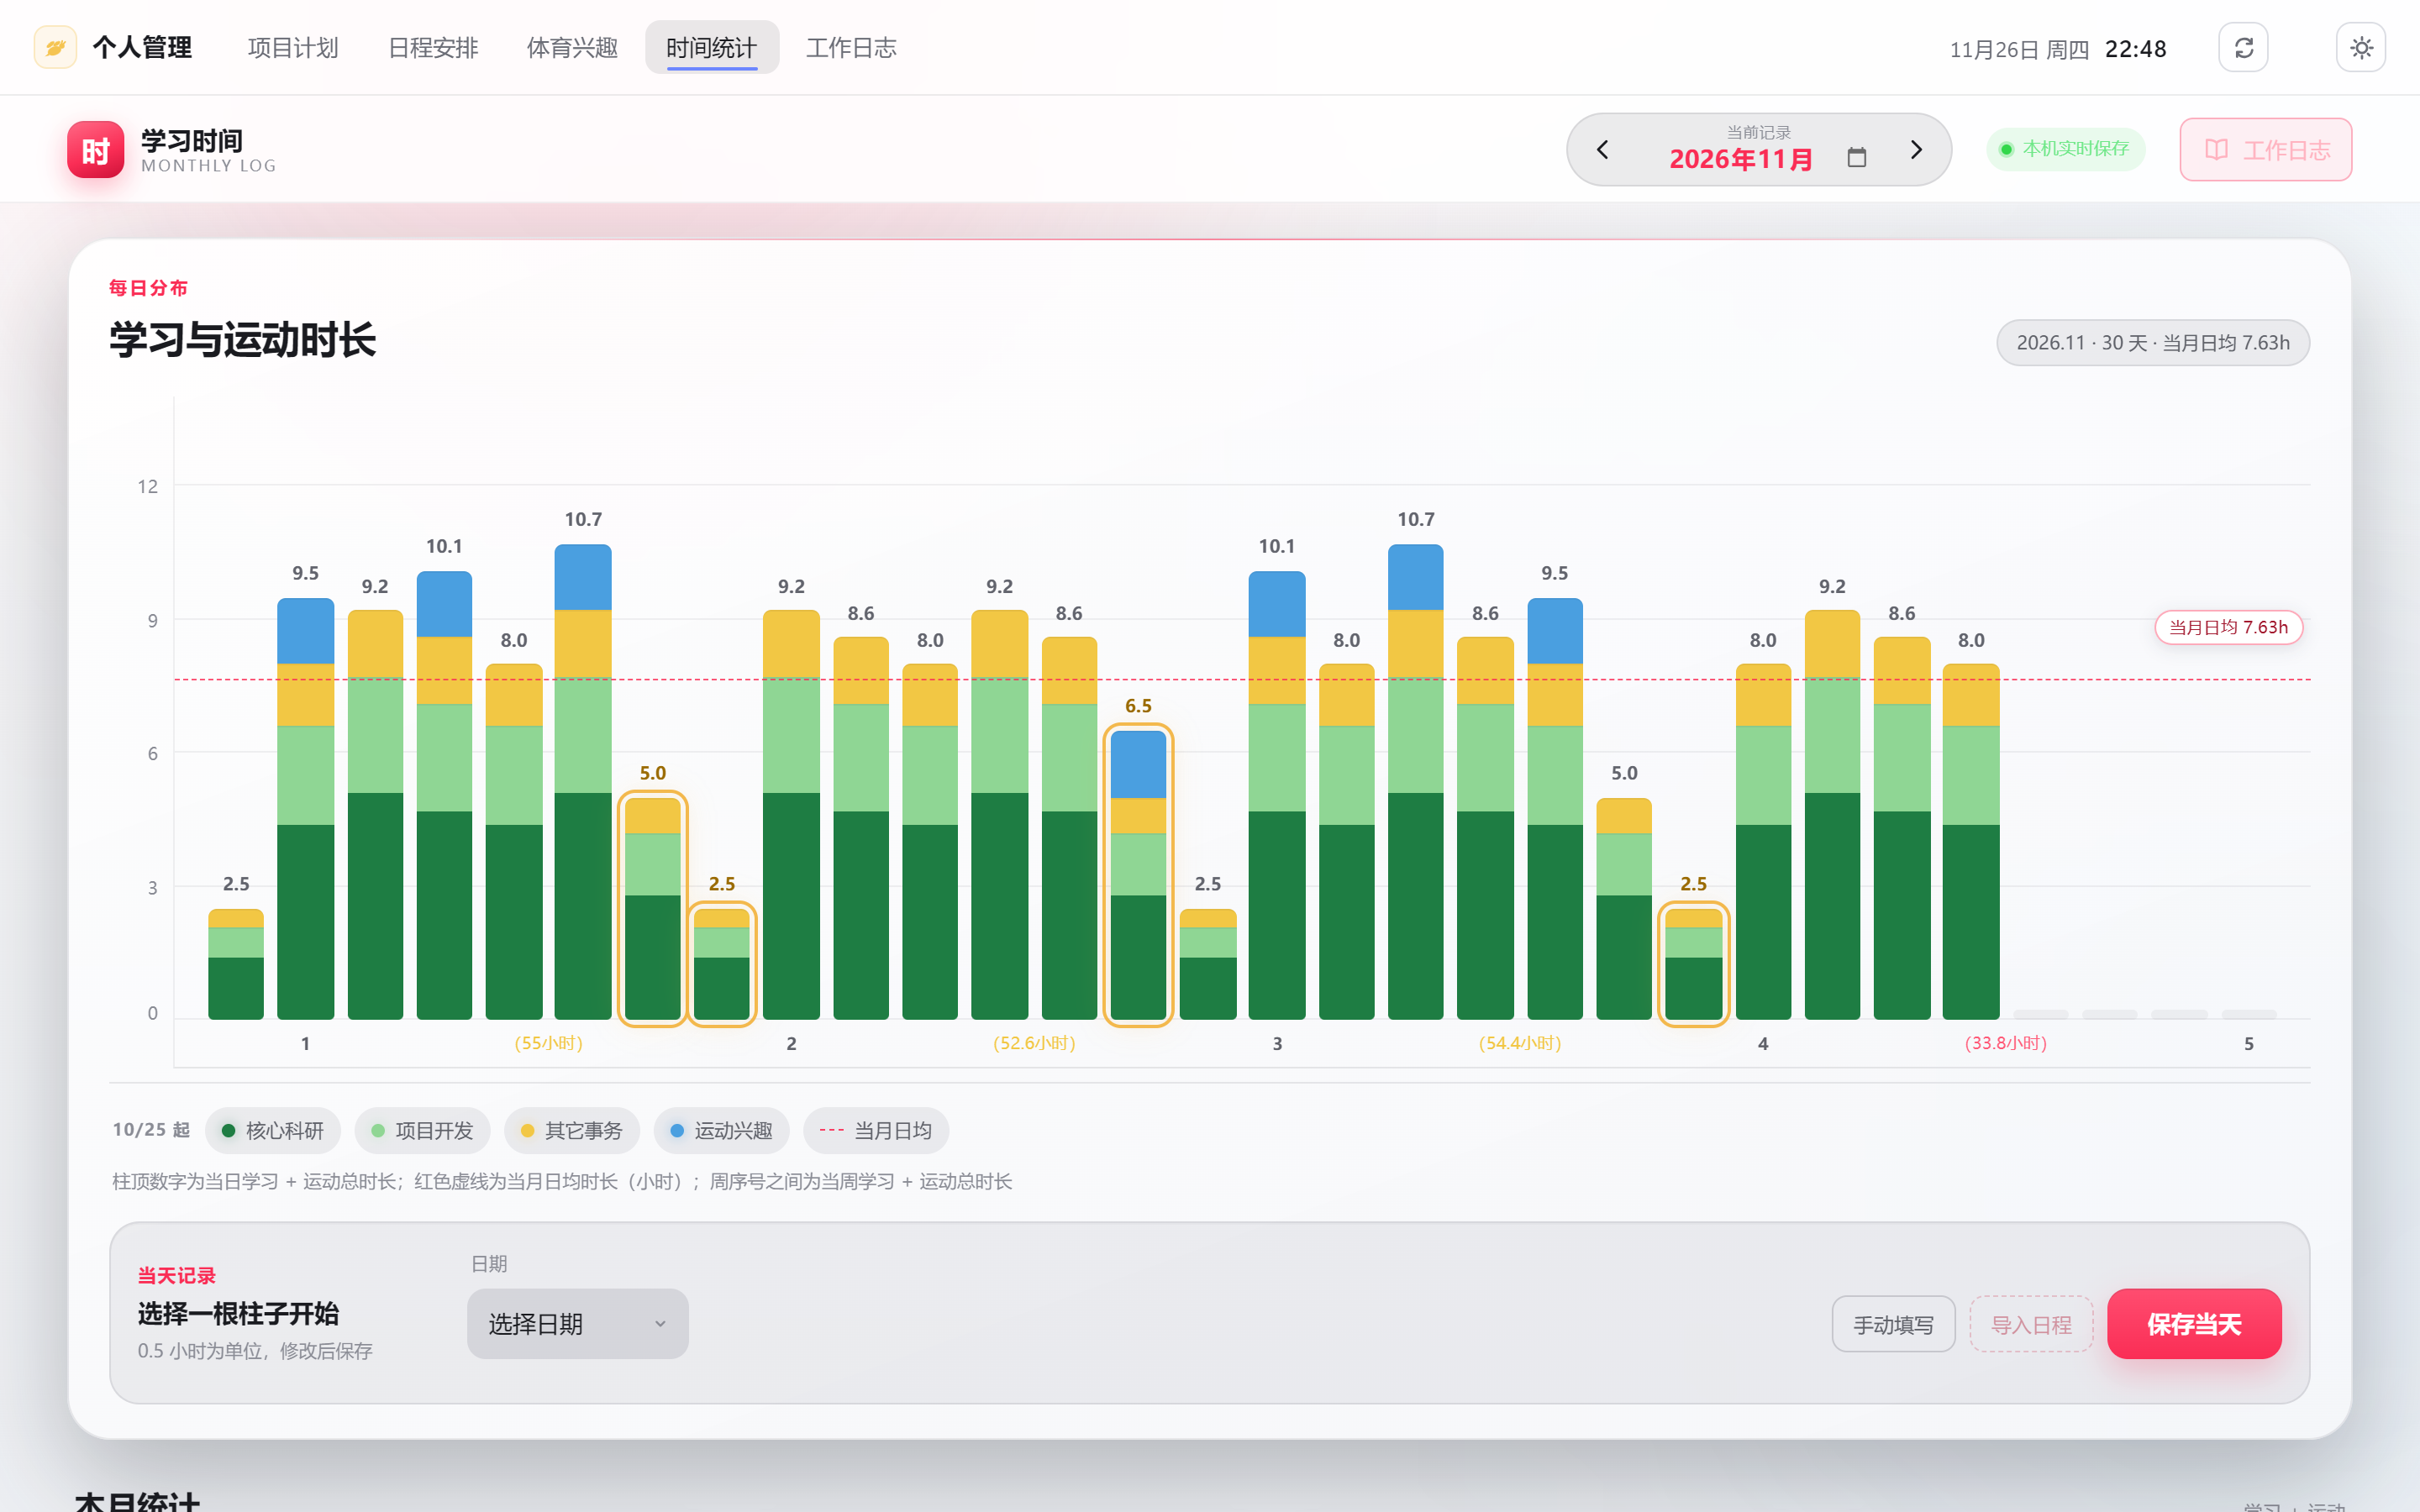 个人管理 项目计划 日程安排 体育兴趣 时间统计 工作日志 11月26日 周四 22:48
时 学习时间
MONTHLY LOG
当前记录
2026年11月
本机实时保存
工作日志
每日分布
学习与运动时长
2026.11 · 30 天 · 当月日均 7.63h
12
9
6
3
0
2.5 9.5 9.2 10.1 8.0 10.7 5.0 2.5 9.2 8.6 8.0 9.2 8.6 6.5 2.5 10.1 8.0 10.7 8.6 9.5 5.0 2.5 8.0 9.2 8.6 8.0
当月日均 7.63h
1 (55小时) 2 (52.6小时) 3 (54.4小时) 4 (33.8小时) 5
10/25 起 核心科研 项目开发 其它事务 运动兴趣 当月日均
柱顶数字为当日学习 + 运动总时长；红色虚线为当月日均时长（小时）；周序号之间为当周学习 + 运动总时长
当天记录
选择一根柱子开始
0.5 小时为单位，修改后保存
日期
选择日期
手动填写 导入日程 保存当天
本月统计
学习 + 运动